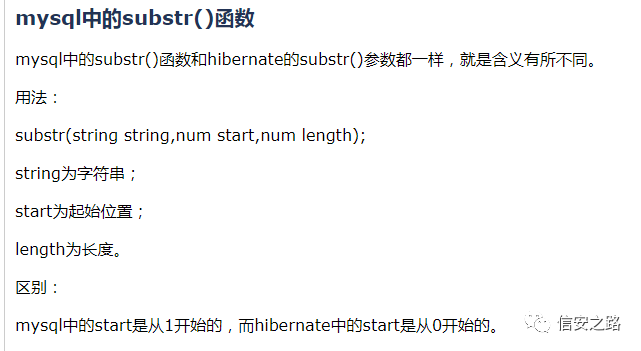 mysql中的substr()函数
mysql中的substr()函数和hibernate的substr()参数都一样，就是含义有所不同。
用法：
substr(string string,num start,num length);
string为字符串；
start为起始位置；
length为长度。
区别：
mysql中的start是从1开始的，而hibernate中的start是从0开始的。
信安之路